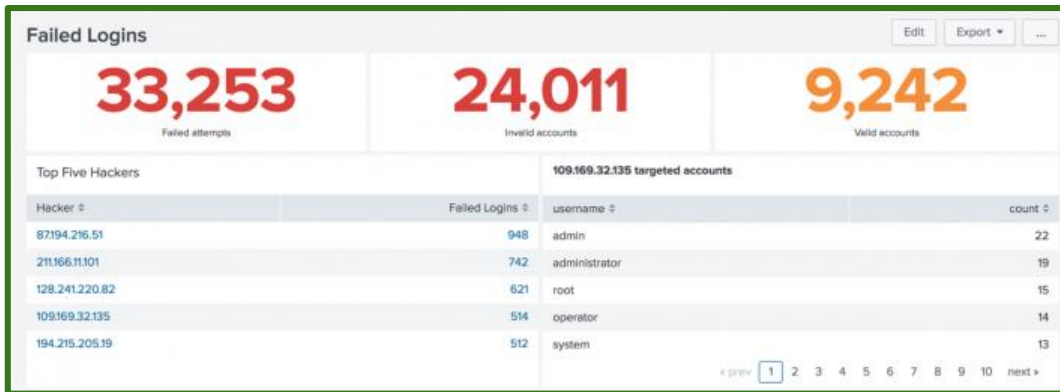 Failed Logins
Edit Export ...
33,253 24,011 9,242
Failed attempts Invalid accounts Valid accounts
Top Five Hackers
Hacker Failed Logins
87.194.216.51 948
211.166.11.101 742
128.241.220.82 621
109.169.32.135 514
194.215.205.19 512
109.169.32.135 targeted accounts
username count
admin 22
administrator 19
root 15
operator 14
system 13
« prev 1 2 3 4 5 6 7 8 9 10 next »